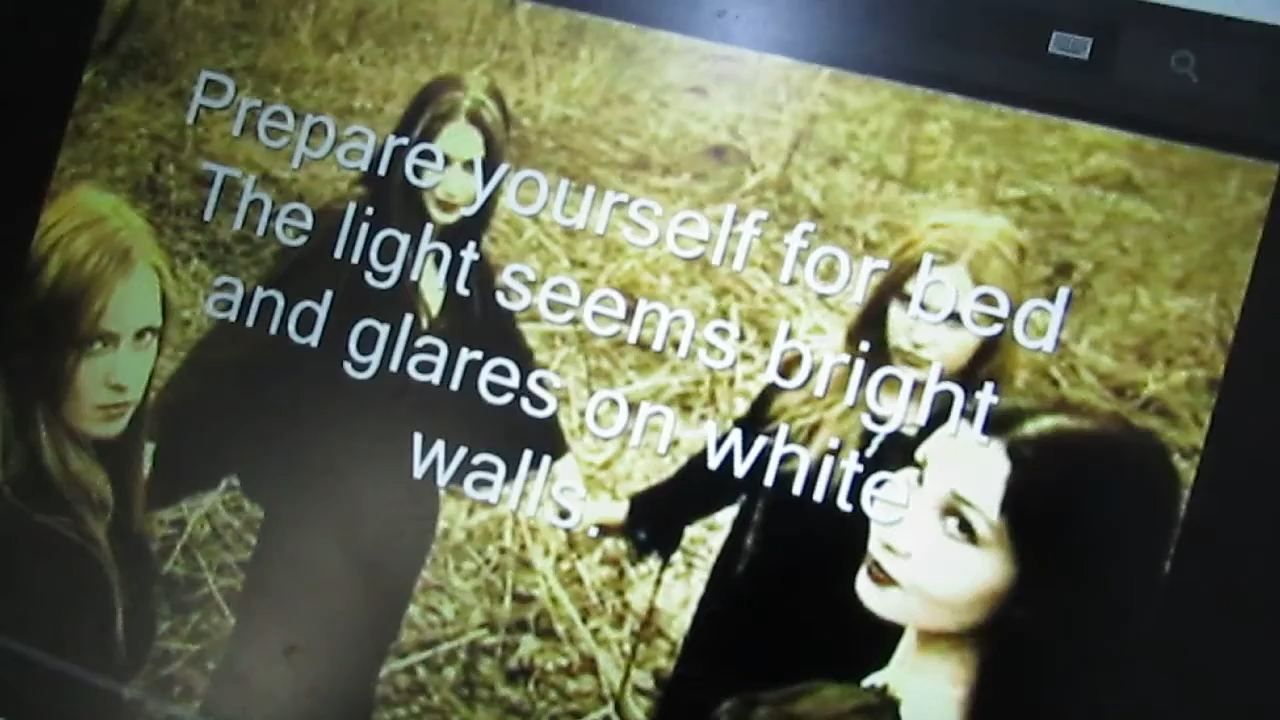 Prepare yourself for bed
The light seems bright
and glares on white
walls.